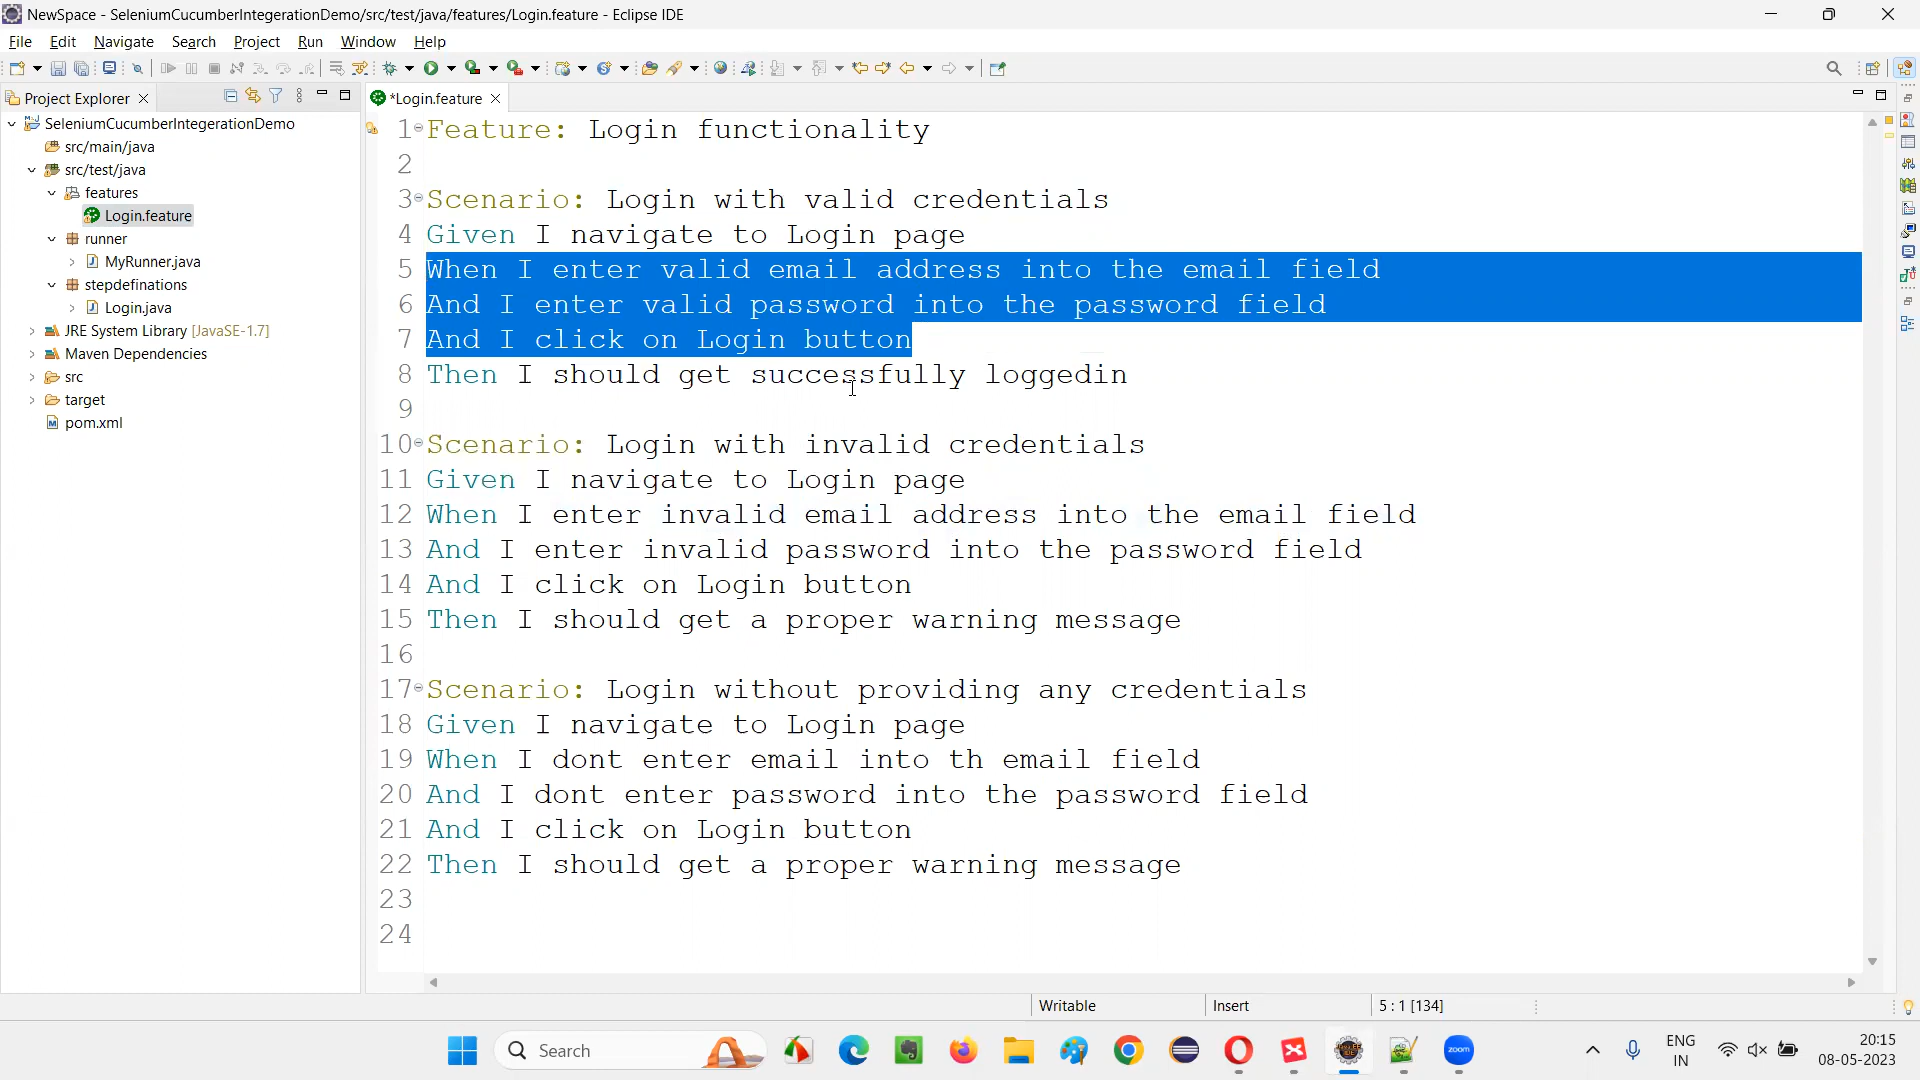 NewSpace - SeleniumCucumberIntegerationDemo/src/test/java/features/Login.feature - Eclipse IDE
File Edit Navigate Search Project Run Window Help
Project Explorer
*Login.feature
SeleniumCucumberIntegerationDemo
src/main/java
src/test/java
features
Login.feature
runner
MyRunner.java
stepdefinations
Login.java
JRE System Library [JavaSE-1.7]
Maven Dependencies
src
target
pom.xml
1 Feature: Login functionality
2
3 Scenario: Login with valid credentials
4 Given I navigate to Login page
5 When I enter valid email address into the email field
6 And I enter valid password into the password field
7 And I click on Login button
8 Then I should get successfully loggedin
9
10 Scenario: Login with invalid credentials
11 Given I navigate to Login page
12 When I enter invalid email address into the email field
13 And I enter invalid password into the password field
14 And I click on Login button
15 Then I should get a proper warning message
16
17 Scenario: Login without providing any credentials
18 Given I navigate to Login page
19 When I dont enter email into th email field
20 And I dont enter password into the password field
21 And I click on Login button
22 Then I should get a proper warning message
23
24
Writable Insert 5 : 1 [134]
Search
zoom
ENG
IN
20:15
08-05-2023